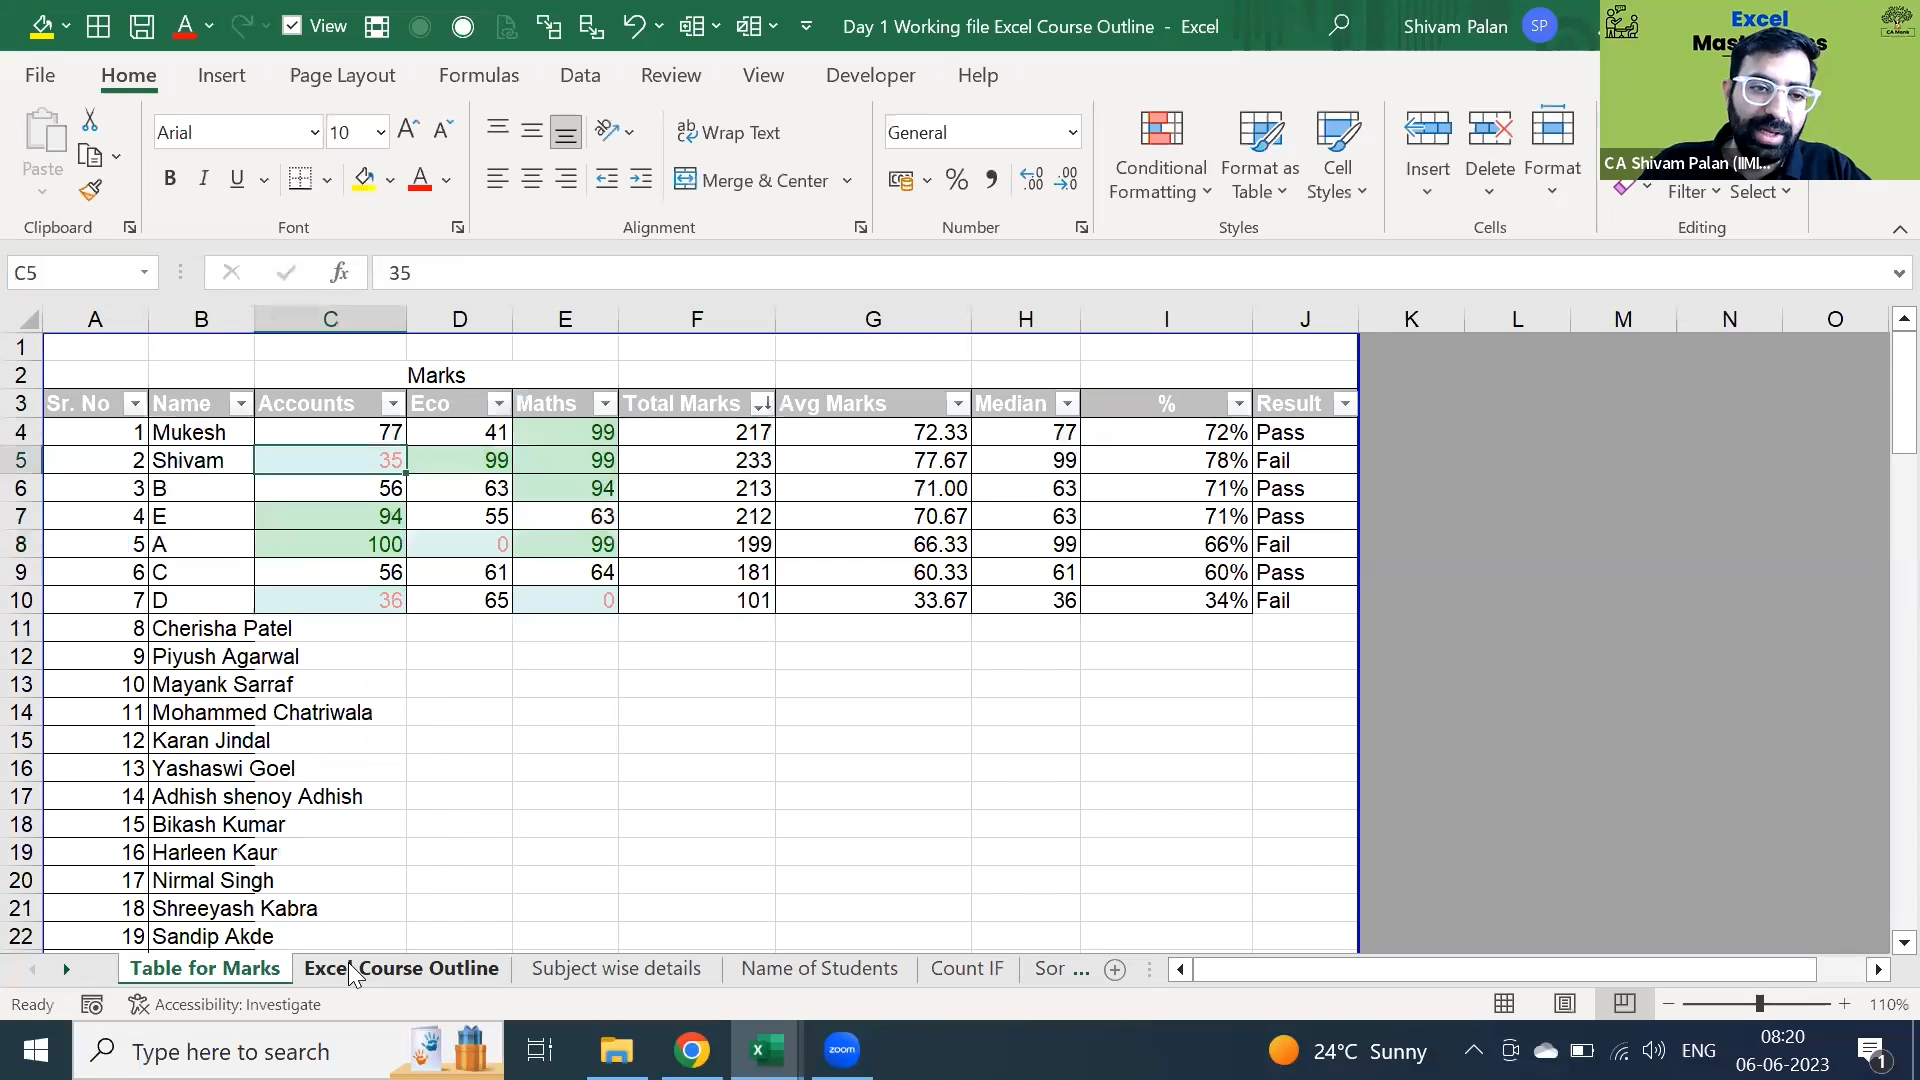 View
Day 1 Working file Excel Course Outline - Excel
Shivam Palan
SP
Excel
CA Monk
CA Shivam Palan (IIMI...
File Home Insert Page Layout Formulas Data Review View Developer Help
Paste
Clipboard
Arial
10
Font
Wrap Text
Merge & Center
Alignment
General
Number
Conditional Formatting
Format as Table
Cell Styles
Styles
Insert
Delete
Format
Cells
Filter
Select
Editing
C5
fx
35
A B C D E F G H I J K L M N O
1
2 Marks
3 Sr. No Name Accounts Eco Maths Total Marks Avg Marks Median % Result
4 1 Mukesh 77 41 99 217 72.33 77 72% Pass
5 2 Shivam 35 99 99 233 77.67 99 78% Fail
6 3 B 56 63 94 213 71.00 63 71% Pass
7 4 E 94 55 63 212 70.67 63 71% Pass
8 5 A 100 0 99 199 66.33 99 66% Fail
9 6 C 56 61 64 181 60.33 61 60% Pass
10 7 D 36 65 0 101 33.67 36 34% Fail
11 8 Cherisha Patel
12 9 Piyush Agarwal
13 10 Mayank Sarraf
14 11 Mohammed Chatriwala
15 12 Karan Jindal
16 13 Yashaswi Goel
17 14 Adhish shenoy Adhish
18 15 Bikash Kumar
19 16 Harleen Kaur
20 17 Nirmal Singh
21 18 Shreeyash Kabra
22 19 Sandip Akde
Table for Marks Excel Course Outline Subject wise details Name of Students Count IF Sor ...
Ready
Accessibility: Investigate
110%
Type here to search
zoom
24°C Sunny
ENG
08:20
06-06-2023
1